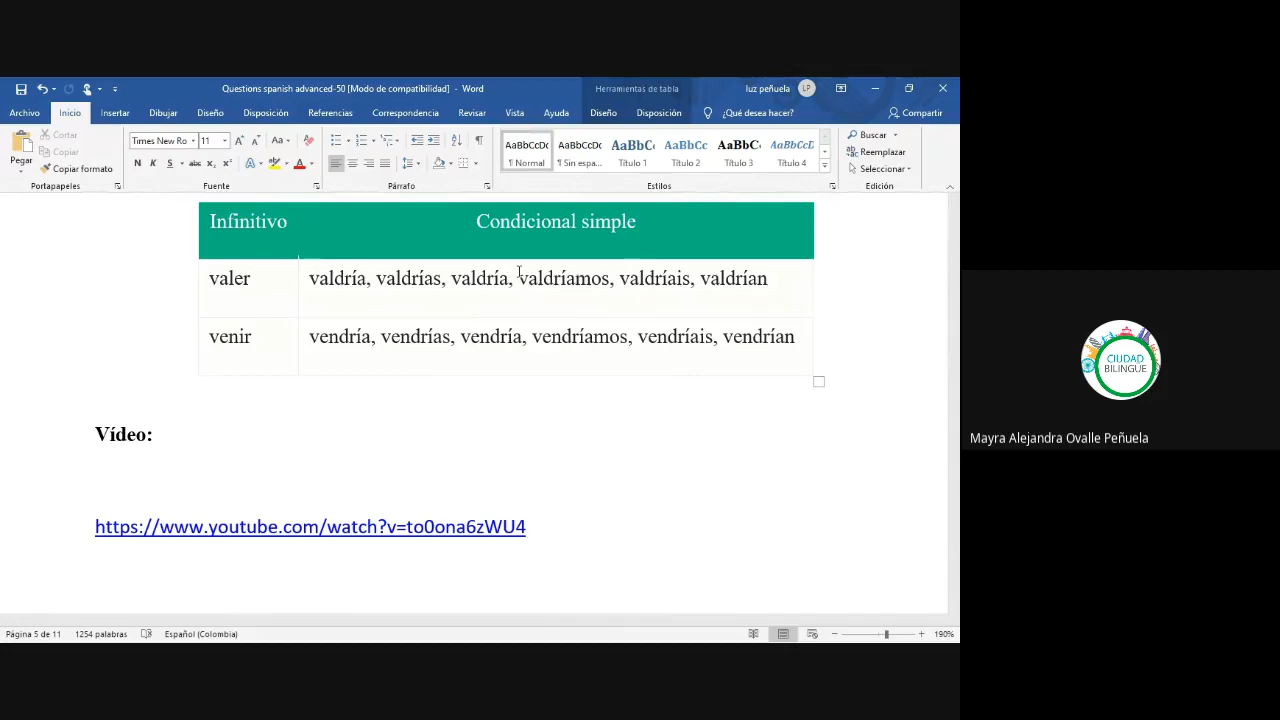 Questions spanish advanced-50 [Modo de compatibilidad] - Word
Herramientas de tabla
luz peñuela
LP
Archivo Inicio Insertar Dibujar Diseño Disposición Referencias Correspondencia Revisar Vista Ayuda Diseño Disposición ¿Qué desea hacer? Compartir
Pegar
Cortar
Copiar
Copiar formato
Portapapeles
Times New Ro 11
Fuente
Párrafo
AaBbCcDc AaBbCcDc AaBbC AaBbCc AaBbC AaBbCcD
¶ Normal ¶ Sin espa... Título 1 Título 2 Título 3 Título 4
Estilos
Buscar
Reemplazar
Seleccionar
Edición
Infinitivo Condicional simple
valer valdría, valdrías, valdría, valdríamos, valdríais, valdrían
venir vendría, vendrías, vendría, vendríamos, vendríais, vendrían
Vídeo:
https://www.youtube.com/watch?v=to0ona6zWU4
Página 5 de 11 1254 palabras Español (Colombia) 190%
CIUDAD
BILINGÜE
Mayra Alejandra Ovalle Peñuela